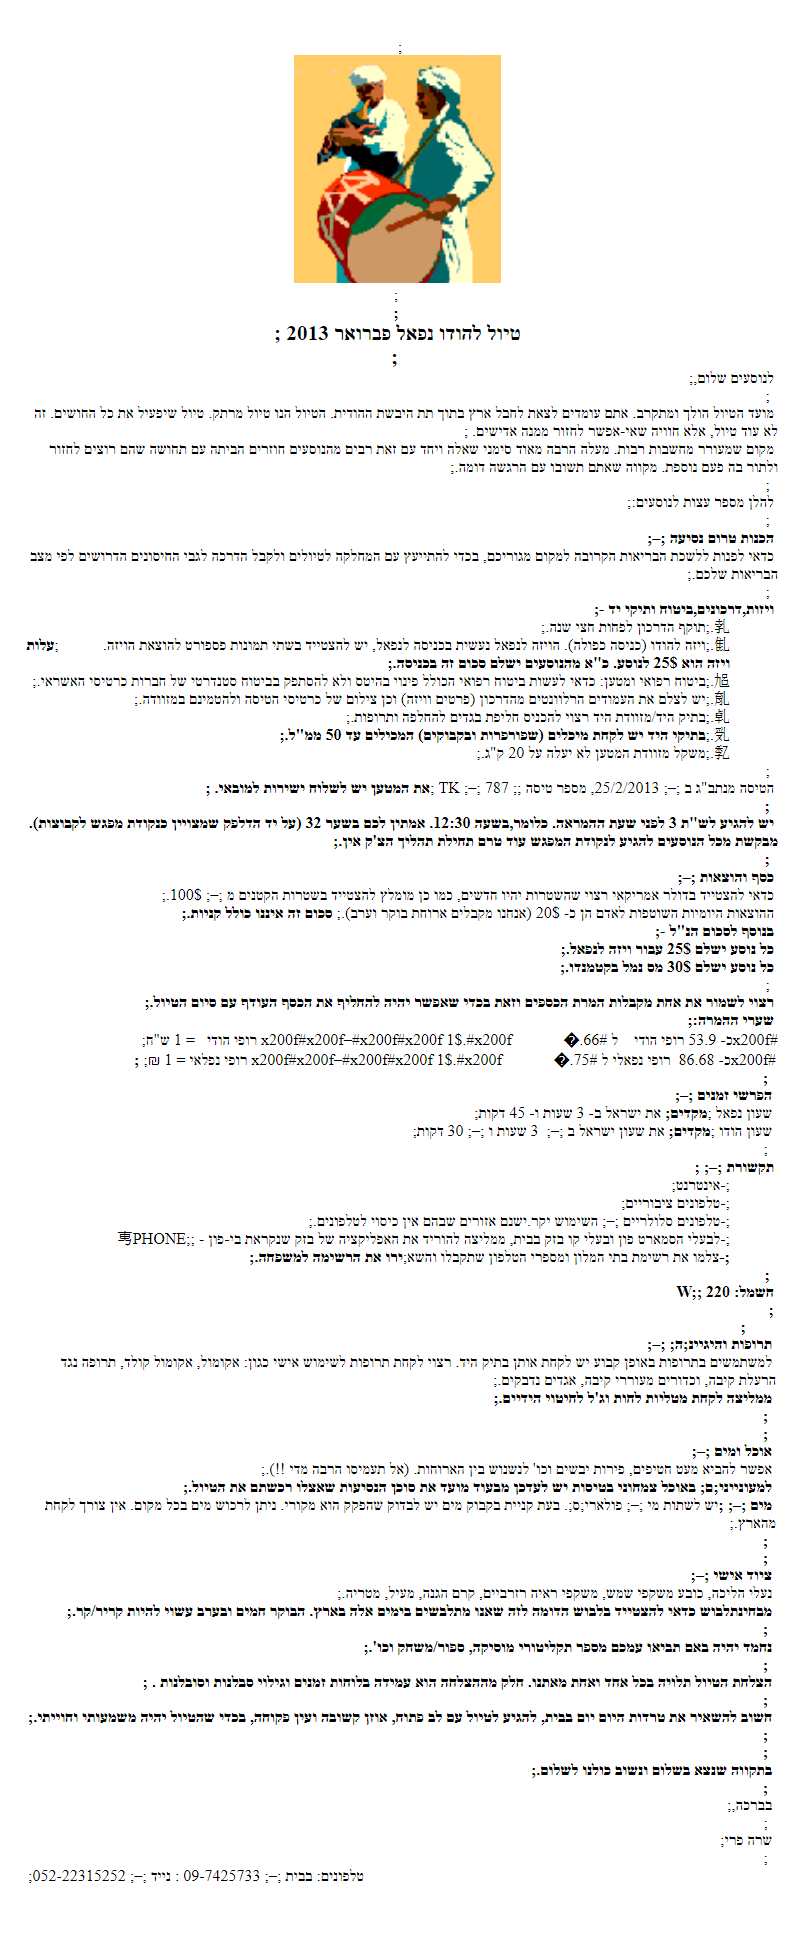 ;
;
;
טיול להודו נפאל פברואר 2013 ;
;
לנוסעים שלום,;
;
מועד הטיול הולך ומתקרב. אתם עומדים לצאת לחבל ארץ בתוך תת היבשת ההודית. הטיול הנו טיול מרתק. טיול שיפעיל את כל החושים. זה
לא עוד טיול, אלא חוויה שאי-אפשר לחזור ממנה אדישים. ;
מקום שמעורר מחשבות רבות. מעלה הרבה מאוד סימני שאלה ויחד עם זאת רבים מהנוסעים חוזרים הביתה עם תחושה שהם רוצים לחזור
ולתור בה פעם נוספת. מקווה שאתם תשובו עם הרגשה דומה.;
;
להלן מספר עצות לנוסעים:;
;
הכנות טרום נסיעה ;–;
כדאי לפנות ללשכת הבריאות הקרובה למקום מגוריכם, בכדי להתייעץ עם המחלקה לטיולים ולקבל הדרכה לגבי החיסונים הדרושים לפי מצב
הבריאות שלכם.;
;
ויזות,דרכונים,ביטוח ותיקי יד -;
.;תוקף הדרכון לפחות חצי שנה.;
.;ויזה להודו (כניסה כפולה). הויזה לנפאל נעשית בכניסה לנפאל, יש להצטייד בשתי תמונות פספורט להוצאת הויזה. ;עלות
ויזה הוא 25$ לנוסע. כ"א מהנוסעים ישלם סכום זה בכניסה.;
.;ביטוח רפואי ומטען: כדאי לעשות ביטוח רפואי הכולל פינוי בהיטס ולא להסתפק בביטוח סטנדרטי של חברות כרטיסי האשראי.;
.;יש לצלם את העמודים הרלוונטים מהדרכון (פרטים וויזה) וכן צילום של כרטיסי הטיסה ולהטמינם במזוודה.;
.;בתיק היד/מזוודת היד רצוי להכניס חליפת בגדים להחלפה ותרופות.;
.;בתיקי היד יש לקחת מיכלים (שפורפרות ובקבוקים) המכילים עד 50 ממ"ל.;
.;משקל מזוודת המטען לא יעלה על 20 ק"ג.;
;
הטיסה מנתב"ג ב ;–; 25/2/2013, מספר טיסה ;; TK ;–; 787 ;את המטען יש לשלוח ישירות למובאי. ;
;
יש להגיע לש"ת 3 לפני שעת ההמראה. כלומר,בשעה 12:30. אמתין לכם בשער 32 (על יד הדלפק שמצויין כנקודת מפגש לקבוצות).
מבקשת מכל הנוסעים להגיע לנקודת המפגש עוד טרם תחילת תהליך הצ'ק אין.;
;
כסף והוצאות ;–;
כדאי להצטייד בדולר אמריקאי רצוי שהשטרות יהיו חדשים, כמו כן מומלץ להצטייד בשטרות הקטנים מ ;–; 100$.;
ההוצאות היומיות השוטפות לאדם הן כ- 20$ (אנחנו מקבלים ארוחת בוקר וערב).; סכום זה איננו כולל קניות.;
בנוסף לסכום הנ"ל -;
כל נוסע ישלם 25$ עבור ויזה לנפאל.;
כל נוסע ישלם 30$ מס נמל בקטמנדו.;
;
רצוי לשמור את אחת מקבלות המרת הכספים וזאת בכדי שאפשר יהיה להחליף את הכסף העודף עם סיום הטיול.;
שערי ההמרה:;
#x200fכ- 53.9 רופי הודי ל #x200f#x200f–#x200f#x200f 1$.#x200f �.66# רופי הודי = 1 ש"ח;
#x200fכ- 86.68 רופי נפאלי ל #x200f#x200f–#x200f#x200f 1$.#x200f �.75# רופי נפלאי = 1 ₪; ;
;
הפרשי זמנים ;–;
שעון נפאל ;מקדים; את ישראל ב- 3 שעות ו- 45 דקות;
שעון הודו ;מקדים; את שעון ישראל ב ;–; 3 שעות ו ;–; 30 דקות;
;
תקשורת ;–; ;
;-אינטרנט;
;-טלפונים ציבוריים;
;-טלפונים סלולריים ;–; השימוש יקר.ישנם אזורים שבהם אין כיסוי לטלפונים.;
;-לבעלי הסמארט פון ובעלי קו בזק בבית, ממליצה להוריד את האפליקציה של בזק שנקראת בי-פון - ;;PHONE
;-צלמו את רשימת בתי המלון ומספרי הטלפון שתקבלו והשא;ירו את הרשימה למשפחה.;
;
חשמל: 220 ;;W
;
;
תרופות והיגיינ;ה; ;–;
למשתמשים בתרופות באופן קבוע יש לקחת אותן בתיק היד. רצוי לקחת תרופות לשימוש אישי כגון: אקומול, אקומול קולד, תרופה נגד
הרעלת קיבה, וכדורים מעוררי קיבה, אגדים נדבקים.;
ממליצה לקחת מטליות לחות וג'ל לחיטוי הידיים.;
;
;
אוכל ומים ;–;
אפשר להביא מעט חטיפים, פירות יבשים וכו' לנשנוש בין הארוחות. (אל תעמיסו הרבה מדי !!).;
למעונייני;ם; באוכל צמחוני בטיסות יש לעדכן מבעוד מועד את סוכן הנסיעות שאצלו רכשתם את הטיול.;
מים ;–; ;יש לשתות מי ;–; פולארי;ס;. בעת קניית בקבוק מים יש לבדוק שהפקק הוא מקורי. ניתן לרכוש מים בכל מקום. אין צורך לקחת
מהארץ.;
;
;
ציוד אישי ;–;
נעלי הליכה, כובע משקפי שמש, משקפי ראיה רזרביים, קרם הגנה, מעיל, מטריה.;
מבחינתלבוש כדאי להצטייד בלבוש הדומה לזה שאנו מתלבשים בימים אלה בארץ. הבוקר חמים ובערב עשוי להיות קריר/קר.;
;
נחמד יהיה באם תביאו עמכם מספר תקליטורי מוסיקה, ספור/משחק וכו'.;
;
הצלחת הטיול תלויה בכל אחד ואחת מאתנו. חלק מההצלחה הוא עמידה בלוחות זמנים וגילוי סבלנות וסובלנות . ;
;
חשוב להשאיר את טרדות היום יום בבית, להגיע לטיול עם לב פתוח, אוזן קשובה ועין פקוחה, בכדי שהטיול יהיה משמעותי וחווייתי.;
;
;
בתקווה שנצא בשלום ונשוב כולנו לשלום.;
;
בברכה,;
;
שרה פרי;
;
טלפונים: בבית ;–; 09-7425733 : נייד ;–; 052-22315252;